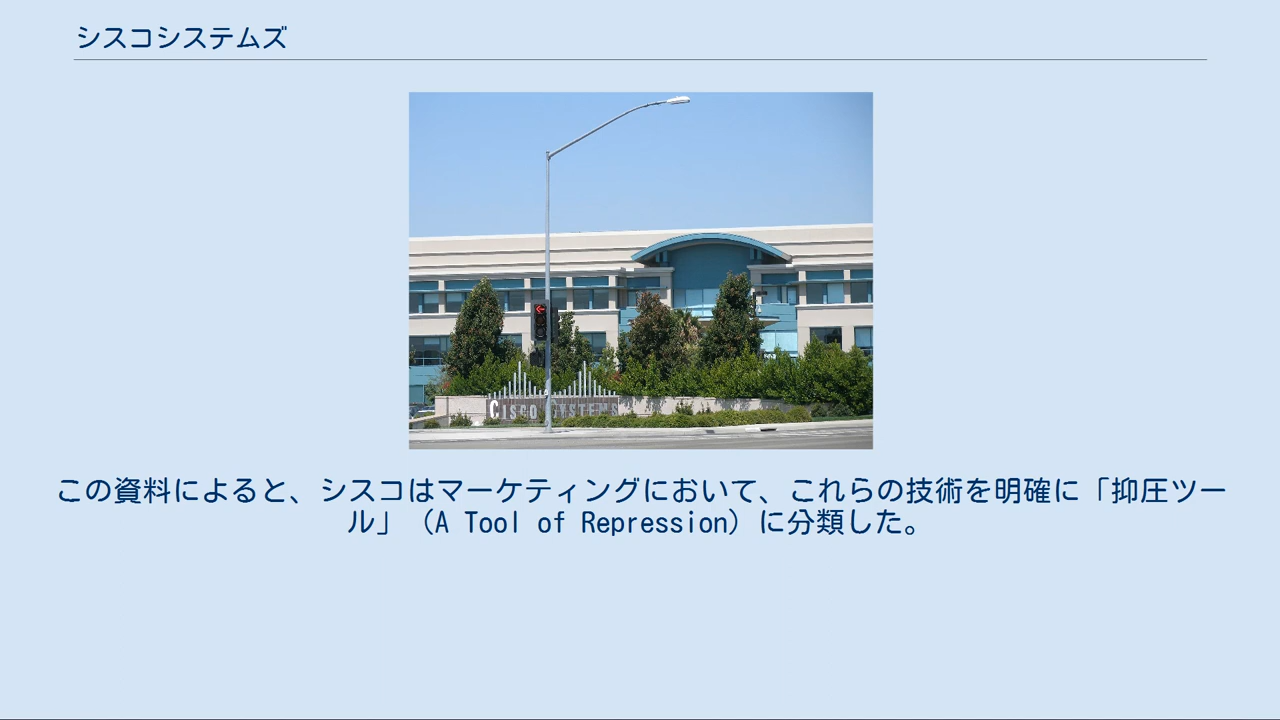 シスコシステムズ
CISCO SYSTEMS
この資料によると、シスコはマーケティングにおいて、これらの技術を明確に「抑圧ツー
ル」（A Tool of Repression）に分類した。